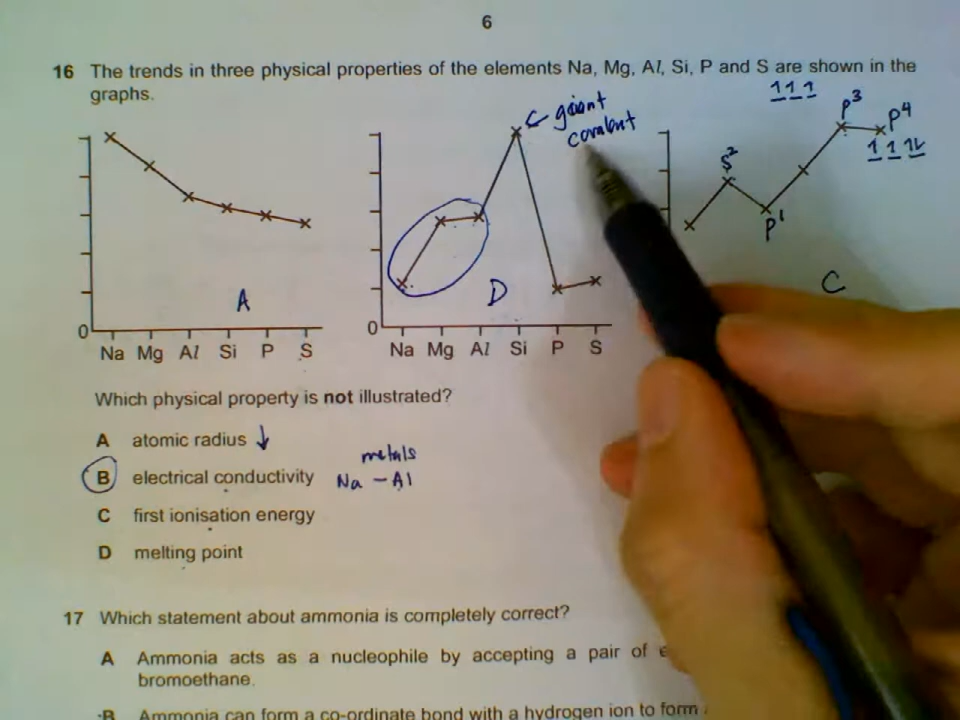 6
16 The trends in three physical properties of the elements Na, Mg, Al, Si, P and S are shown in the
graphs.
111
giant
covalent
p3
p4
11 1L
s2
p1
A
D
C
0
Na Mg Al Si P S
0
Na Mg Al Si P S
Which physical property is not illustrated?
A atomic radius ↓
metals
B electrical conductivity Na - Al
C first ionisation energy
D melting point
17 Which statement about ammonia is completely correct?
A Ammonia acts as a nucleophile by accepting a pair of
bromoethane.
B Ammonia can form a co-ordinate bond with a hydrogen ion to form